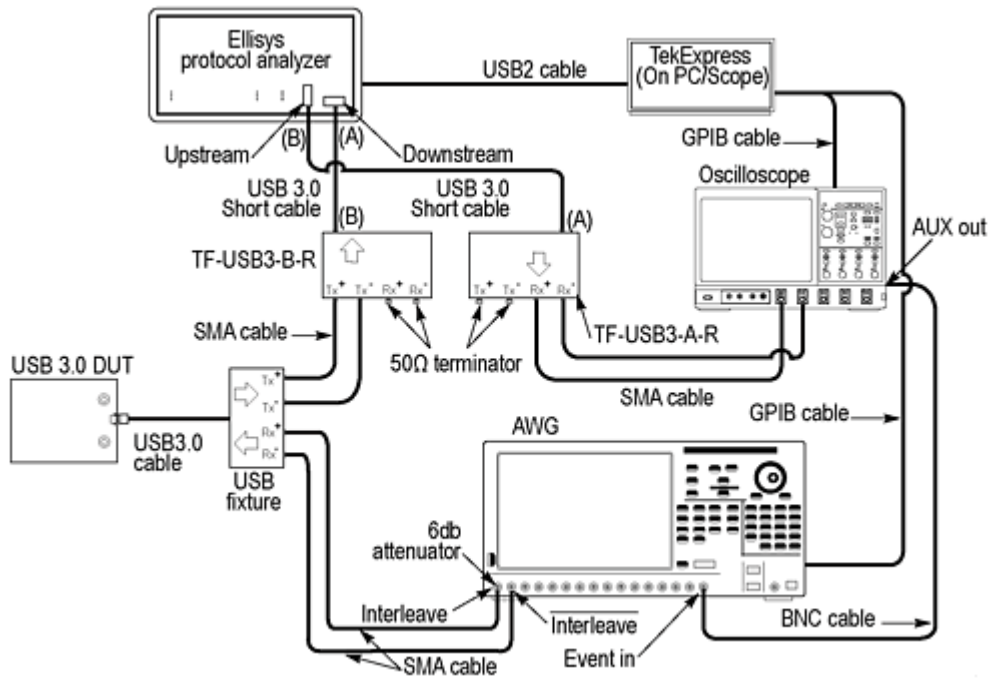 Ellisys
protocol analyzer
USB2 cable
TekExpress
(On PC/Scope)
(B)
(A)
Upstream
Downstream
GPIB cable
Oscilloscope
USB 3.0
Short cable
(B)
USB 3.0
Short cable
(A)
AUX out
TF-USB3-B-R
Tx+ Tx- Rx+ Rx-
Tx+ Tx- Rx+ Rx-
TF-USB3-A-R
SMA cable
50Ω terminator
USB 3.0 DUT
Tx+
Tx-
Rx+
Rx-
SMA cable
GPIB cable
USB3.0
cable
USB
fixture
AWG
6db
attenuator
Interleave
Interleave
Event in
BNC cable
SMA cable